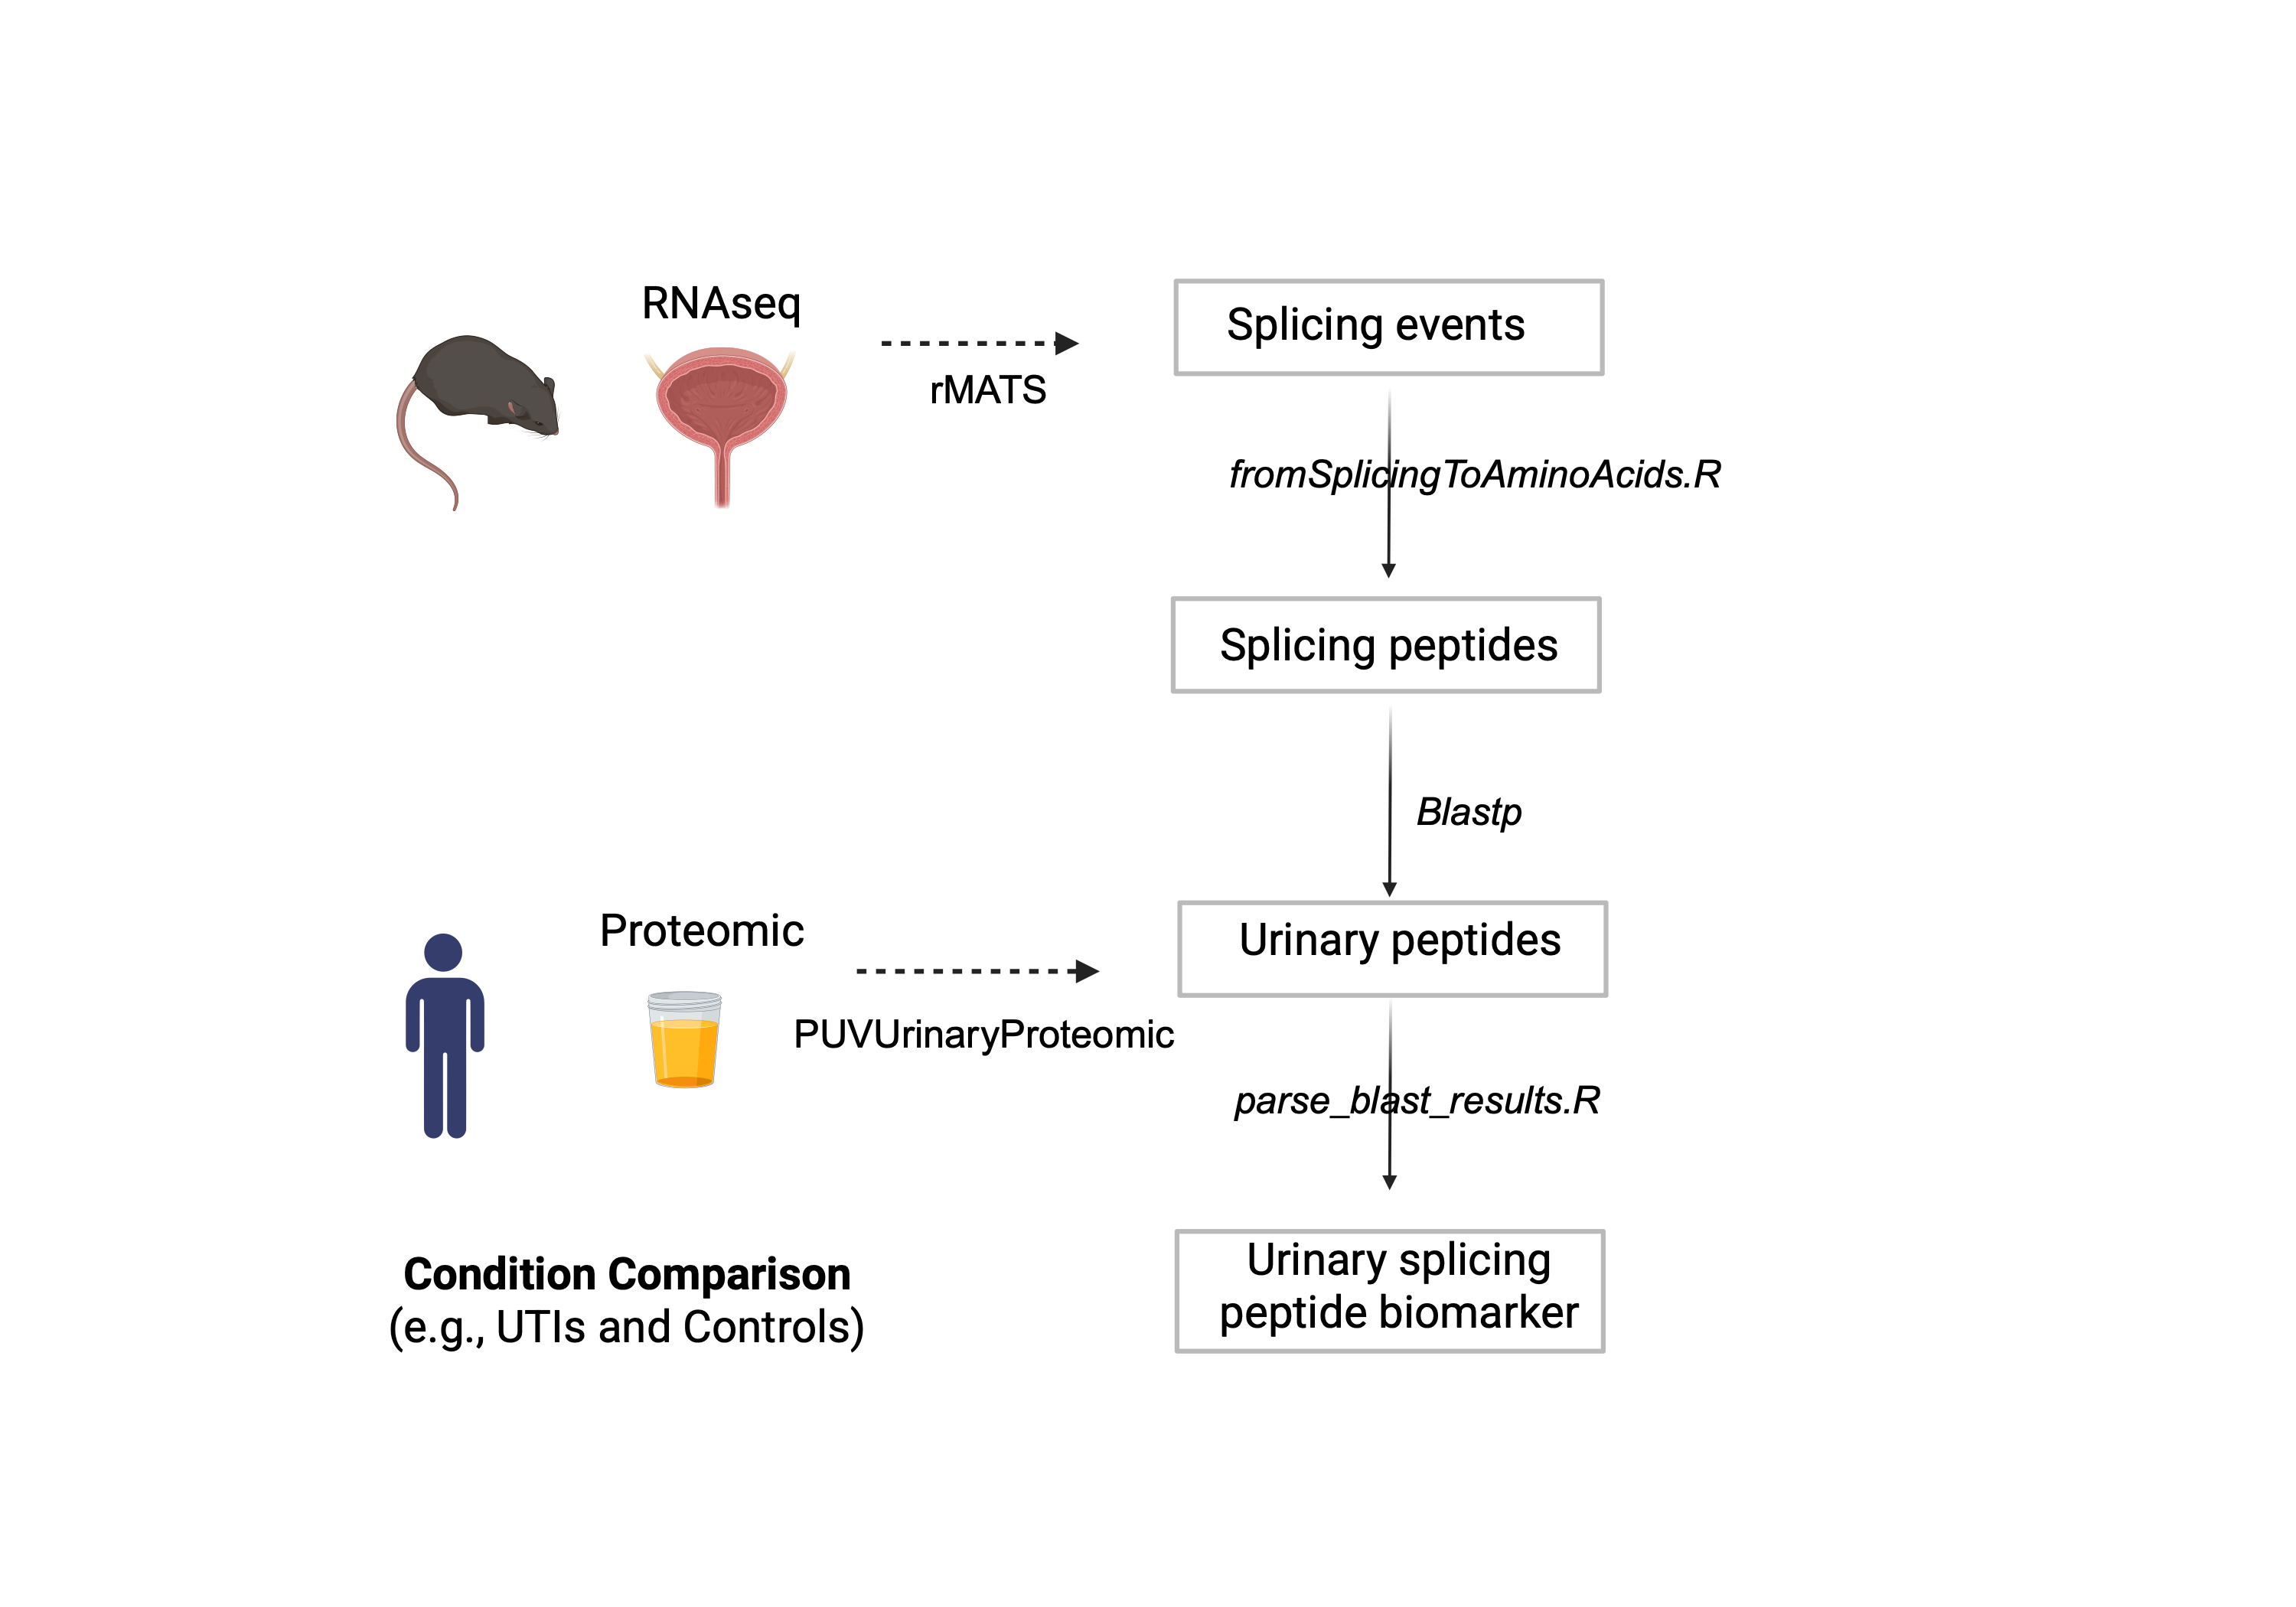 RNAseq
rMATS
Splicing events
fromSplicingToAminoAcids.R
Splicing peptides
Blastp
Proteomic
PUVUrinaryProteomic
Urinary peptides
parse_blast_results.R
Condition Comparison
(e.g., UTIs and Controls)
Urinary splicing
peptide biomarker